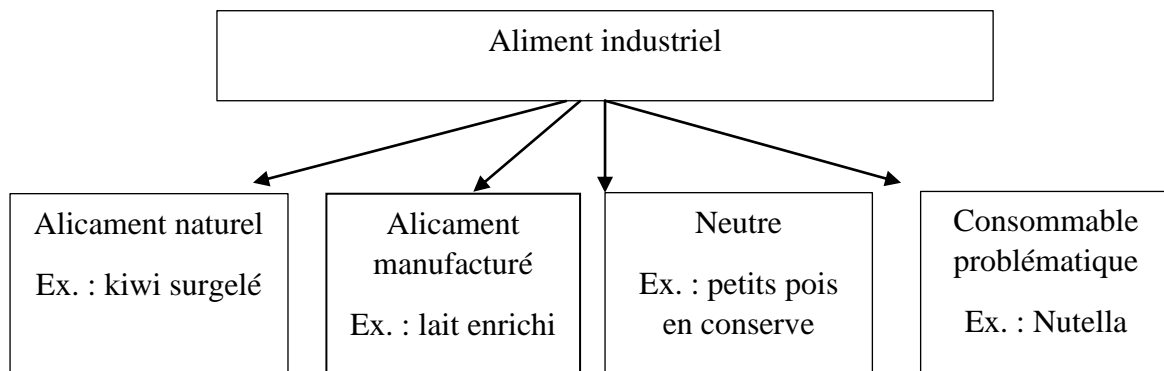 Aliment industriel
Alicament naturel
Ex. : kiwi surgelé
Alicament
manufacturé
Ex. : lait enrichi
Neutre
Ex. : petits pois
en conserve
Consommable
problématique
Ex. : Nutella